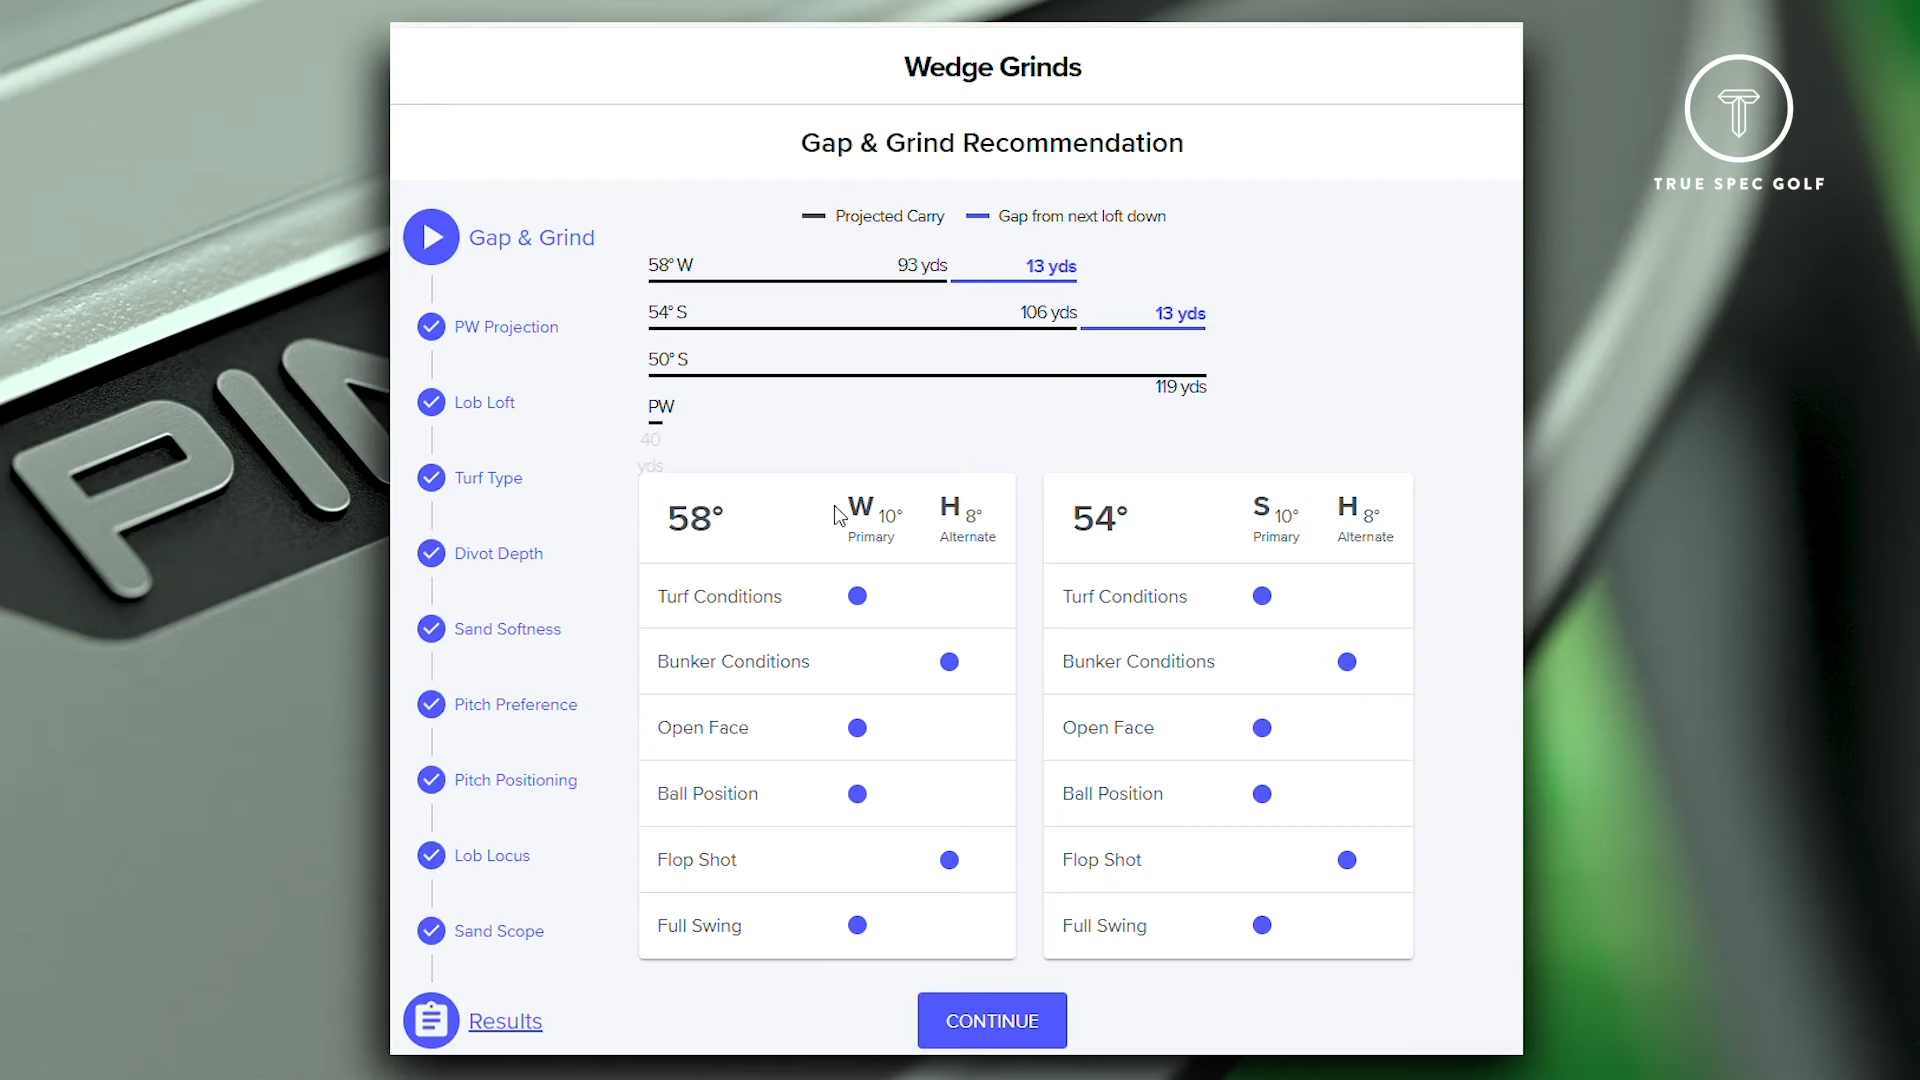 Wedge Grinds
Gap & Grind Recommendation
TRUE SPEC GOLF
PIN
Gap & Grind
PW Projection
Lob Loft
Turf Type
Divot Depth
Sand Softness
Pitch Preference
Pitch Positioning
Lob Locus
Sand Scope
Results
Projected Carry Gap from next loft down
58° W 93 yds 13 yds
54° S 106 yds 13 yds
50° S
119 yds
PW
40
yds
58° W 10° H 8°
Primary Alternate
Turf Conditions
Bunker Conditions
Open Face
Ball Position
Flop Shot
Full Swing
54° S 10° H 8°
Primary Alternate
Turf Conditions
Bunker Conditions
Open Face
Ball Position
Flop Shot
Full Swing
CONTINUE